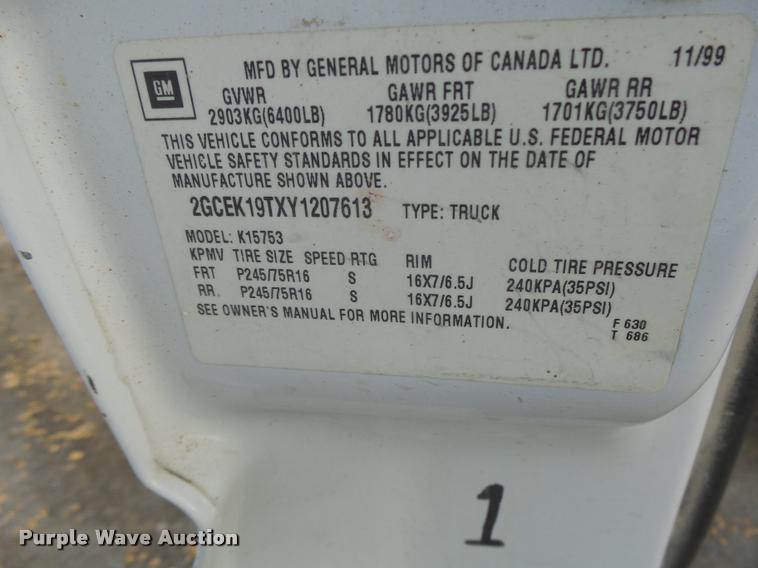 GM
MFD BY GENERAL MOTORS OF CANADA LTD. 11/99
GVWR GAWR FRT GAWR RR
2903KG(6400LB) 1780KG(3925LB) 1701KG(3750LB)
THIS VEHICLE CONFORMS TO ALL APPLICABLE U.S. FEDERAL MOTOR
VEHICLE SAFETY STANDARDS IN EFFECT ON THE DATE OF
MANUFACTURE SHOWN ABOVE.
2GCEK19TXY1207613 TYPE: TRUCK
MODEL: K15753
KPMV TIRE SIZE SPEED RTG RIM COLD TIRE PRESSURE
FRT P245/75R16 S 16X7/6.5J 240KPA(35PSI)
RR P245/75R16 S 16X7/6.5J 240KPA(35PSI)
SEE OWNER'S MANUAL FOR MORE INFORMATION.
F 630
T 686
1
Purple Wave Auction